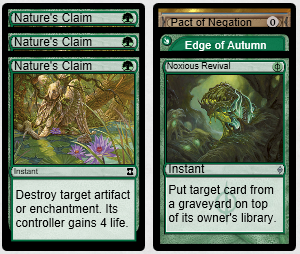 Nature's Claim
Nature's Claim
Nature's Claim
Instant
Destroy target artifact
or enchantment. Its
controller gains 4 life.
Pact of Negation 0
Edge of Autumn
Noxious Revival
Instant
Put target card from
a graveyard on top
of its owner's library.